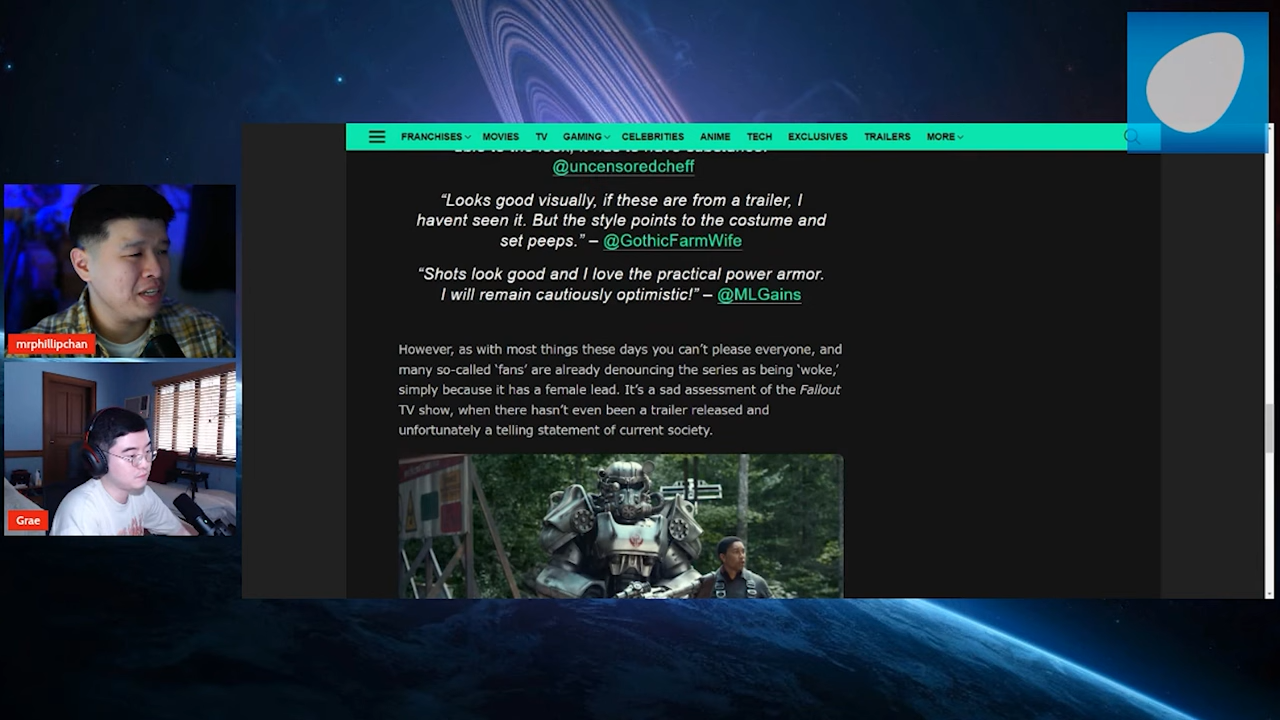 FRANCHISES MOVIES TV GAMING CELEBRITIES ANIME TECH EXCLUSIVES TRAILERS MORE
@uncensoredcheff
“Looks good visually, if these are from a trailer, I
havent seen it. But the style points to the costume and
set peeps.” – @GothicFarmWife
“Shots look good and I love the practical power armor.
I will remain cautiously optimistic!” – @MLGains
mrphillipchan
However, as with most things these days you can’t please everyone, and
many so-called ‘fans’ are already denouncing the series as being ‘woke,’
simply because it has a female lead. It’s a sad assessment of the Fallout
TV show, when there hasn’t even been a trailer released and
unfortunately a telling statement of current society.
Grae